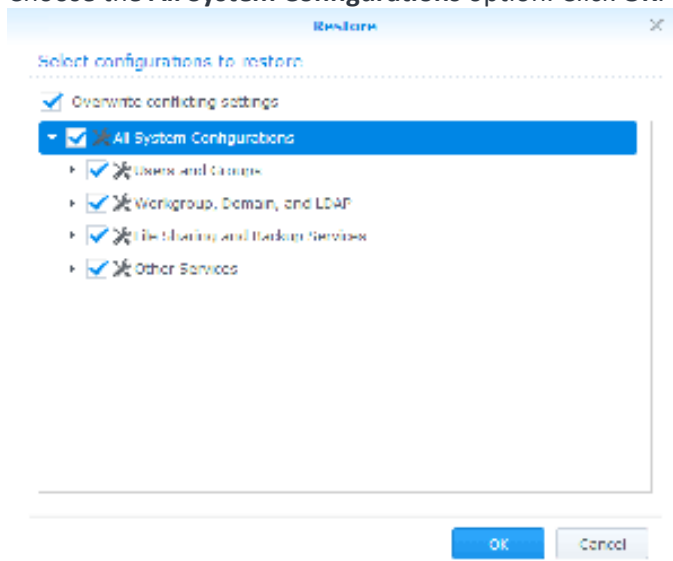 Choose the All System Configurations option. Click OK.
Restore
Select configurations to restore
Overwrite conflicting settings
All System Configurations
Users and Groups
Workgroup, Domain, and LDAP
File Sharing and Backup Services
Other Services
OK Cancel